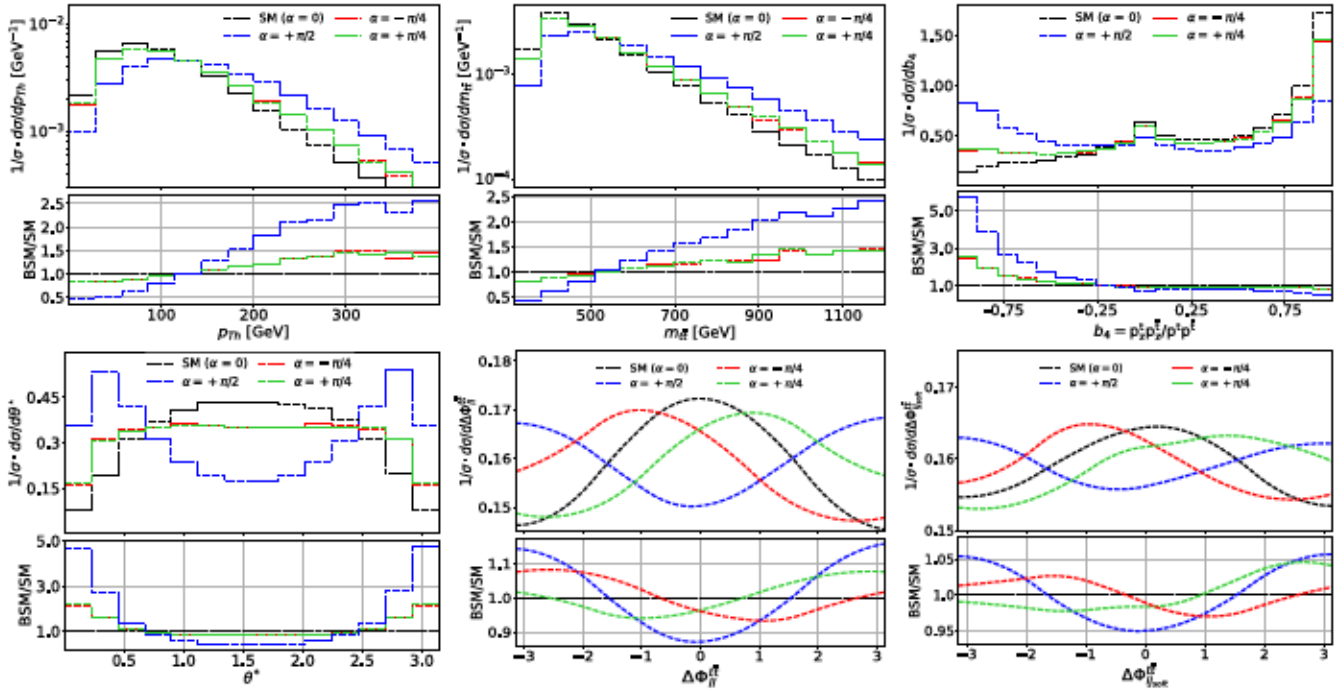 SM (α = 0) α = − π/4
α = + π/2 α = + π/4
1/σ • dσ/dp_Th [GeV⁻¹]
10⁻²
10⁻³
BSM/SM
2.5
2.0
1.5
1.0
0.5
100 200 300
p_Th [GeV]
SM (α = 0) α = − π/4
α = + π/2 α = + π/4
1/σ • dσ/dm_tt̄ [GeV⁻¹]
10⁻³
10⁻⁴
BSM/SM
2.5
2.0
1.5
1.0
0.5
300 500 700 900 1100
m_tt̄ [GeV]
SM (α = 0) α = − π/4
α = + π/2 α = + π/4
1/σ • dσ/db₄
1.50
1.00
0.50
BSM/SM
5.0
3.0
1.0
−0.75 −0.25 0.25 0.75
b₄ = p_z^t p_z^t̄/p^t p^t̄
SM (α = 0) α = − π/4
α = + π/2 α = + π/4
1/σ • dσ/dθ*
0.45
0.3
0.15
BSM/SM
5.0
3.0
1.0
0.5 1.0 1.5 2.0 2.5 3.0
θ*
SM (α = 0) α = − π/4
α = + π/2 α = + π/4
1/σ • dσ/dΔΦ_ll^tt̄
0.19
0.18
0.17
0.16
0.15
BSM/SM
1.1
1.0
0.9
−3 −2 −1 0 1 2 3
ΔΦ_ll^tt̄
SM (α = 0) α = − π/4
α = + π/2 α = + π/4
1/σ • dσ/dΔΦ_ljsoft^tt̄
0.17
0.16
0.15
BSM/SM
1.05
1.00
0.95
−3 −2 −1 0 1 2 3
ΔΦ_ljsoft^tt̄